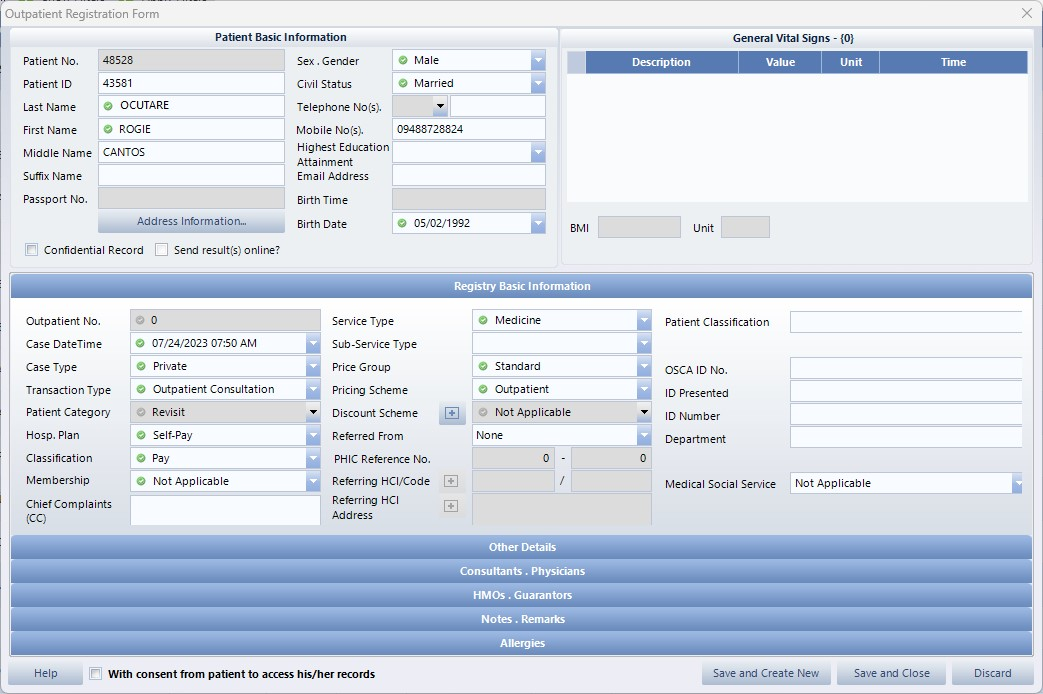 Outpatient Registration Form
Patient Basic Information
Patient No. 48528
Patient ID 43581
Last Name OCUTARE
First Name ROGIE
Middle Name CANTOS
Suffix Name
Passport No.
Address Information...
Confidential Record Send result(s) online?
Sex . Gender Male
Civil Status Married
Telephone No(s).
Mobile No(s). 09488728824
Highest Education
Attainment
Email Address
Birth Time
Birth Date 05/02/1992
General Vital Signs - {0}
Description Value Unit Time
BMI Unit
Registry Basic Information
Outpatient No. 0
Case DateTime 07/24/2023 07:50 AM
Case Type Private
Transaction Type Outpatient Consultation
Patient Category Revisit
Hosp. Plan Self-Pay
Classification Pay
Membership Not Applicable
Chief Complaints
(CC)
Service Type Medicine
Sub-Service Type
Price Group Standard
Pricing Scheme Outpatient
Discount Scheme Not Applicable
Referred From None
PHIC Reference No. 0 - 0
Referring HCI/Code /
Referring HCI
Address
Patient Classification
OSCA ID No.
ID Presented
ID Number
Department
Medical Social Service Not Applicable
Other Details
Consultants . Physicians
HMOs . Guarantors
Notes . Remarks
Allergies
Help With consent from patient to access his/her records Save and Create New Save and Close Discard